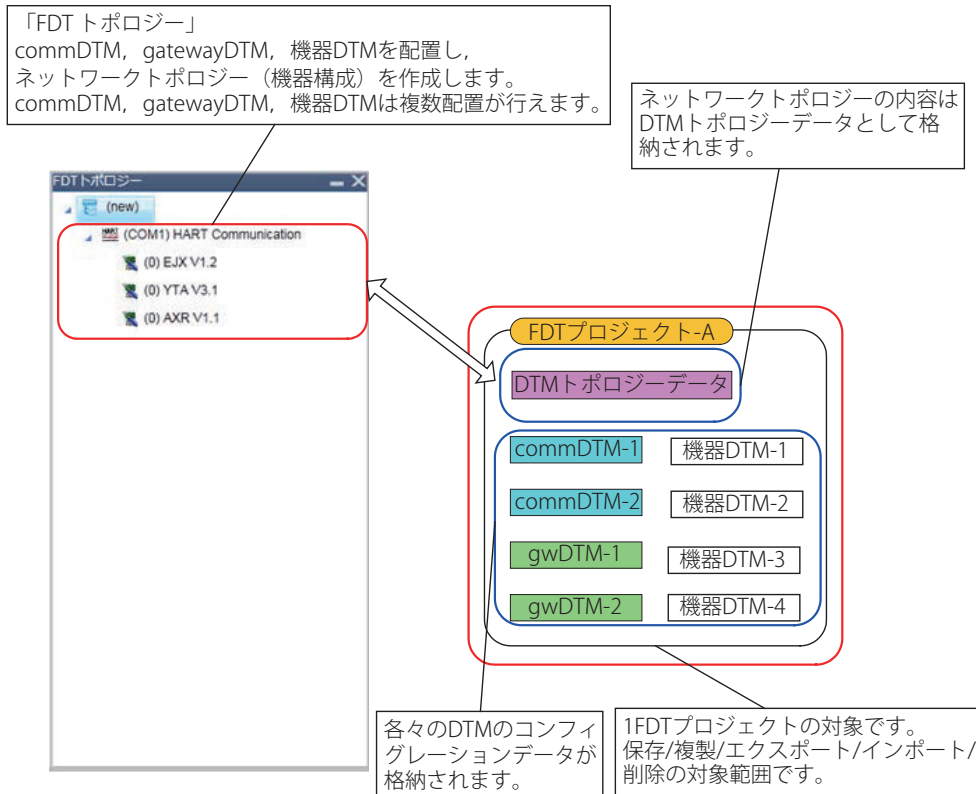 「FDT トポロジー」
commDTM，gatewayDTM，機器DTMを配置し，
ネットワークトポロジー（機器構成）を作成します。
commDTM，gatewayDTM，機器DTMは複数配置が行えます。
ネットワークトポロジーの内容は
DTMトポロジーデータとして格
納されます。
FDTトポロジー
(new)
(COM1) HART Communication
(0) EJX V1.2
(0) YTA V3.1
(0) AXR V1.1
FDTプロジェクト-A
DTMトポロジーデータ
commDTM-1
機器DTM-1
commDTM-2
機器DTM-2
gwDTM-1
機器DTM-3
gwDTM-2
機器DTM-4
各々のDTMのコンフィ
グレーションデータが
格納されます。
1FDTプロジェクトの対象です。
保存/複製/エクスポート/インポート/
削除の対象範囲です。